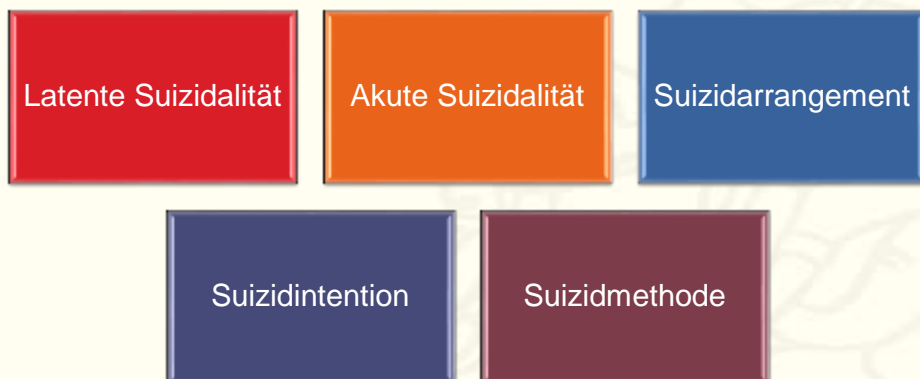 Latente Suizidalität
Akute Suizidalität
Suizidarrangement
Suizidintention
Suizidmethode